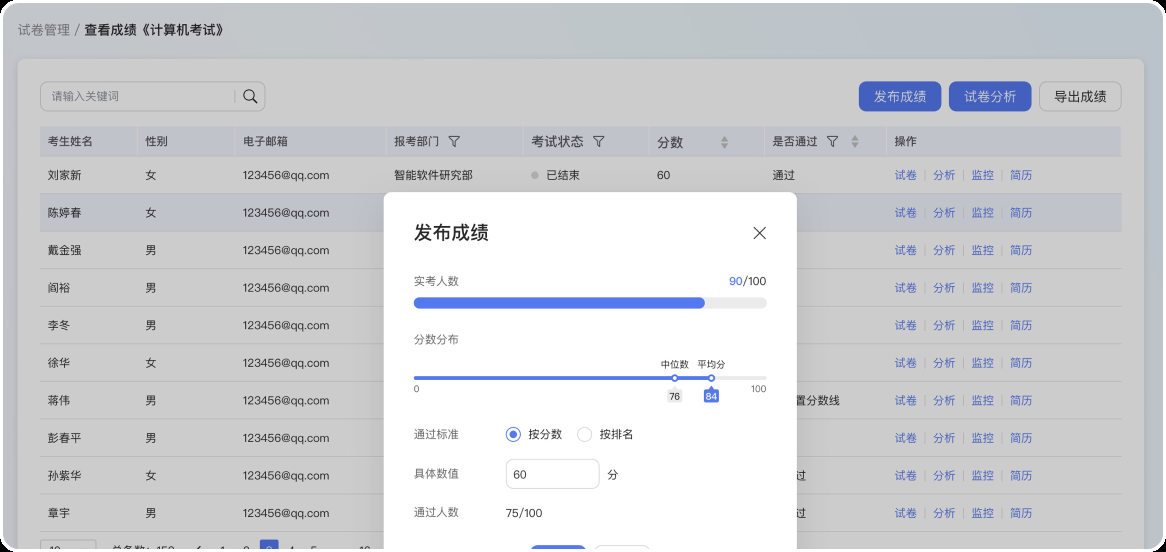 试卷管理 / 查看成绩《计算机考试》
请输入关键词 发布成绩 试卷分析 导出成绩
考生姓名 性别 电子邮箱 报考部门 考试状态 分数 是否通过 操作
刘家新 女 123456@qq.com 智能软件研究部 已结束 60 通过 试卷 分析 监控 简历
陈婷春 女 123456@qq.com 试卷 分析 监控 简历
戴金强 男 123456@qq.com 试卷 分析 监控 简历
阎裕 男 123456@qq.com 试卷 分析 监控 简历
李冬 男 123456@qq.com 试卷 分析 监控 简历
徐华 女 123456@qq.com 试卷 分析 监控 简历
蒋伟 男 123456@qq.com 置分数线 试卷 分析 监控 简历
彭春平 男 123456@qq.com 试卷 分析 监控 简历
孙紫华 女 123456@qq.com 过 试卷 分析 监控 简历
章宇 男 123456@qq.com 过 试卷 分析 监控 简历
发布成绩
实考人数 90/100
分数分布
中位数 平均分
0 76 84 100
通过标准 按分数 按排名
具体数值 60 分
通过人数 75/100